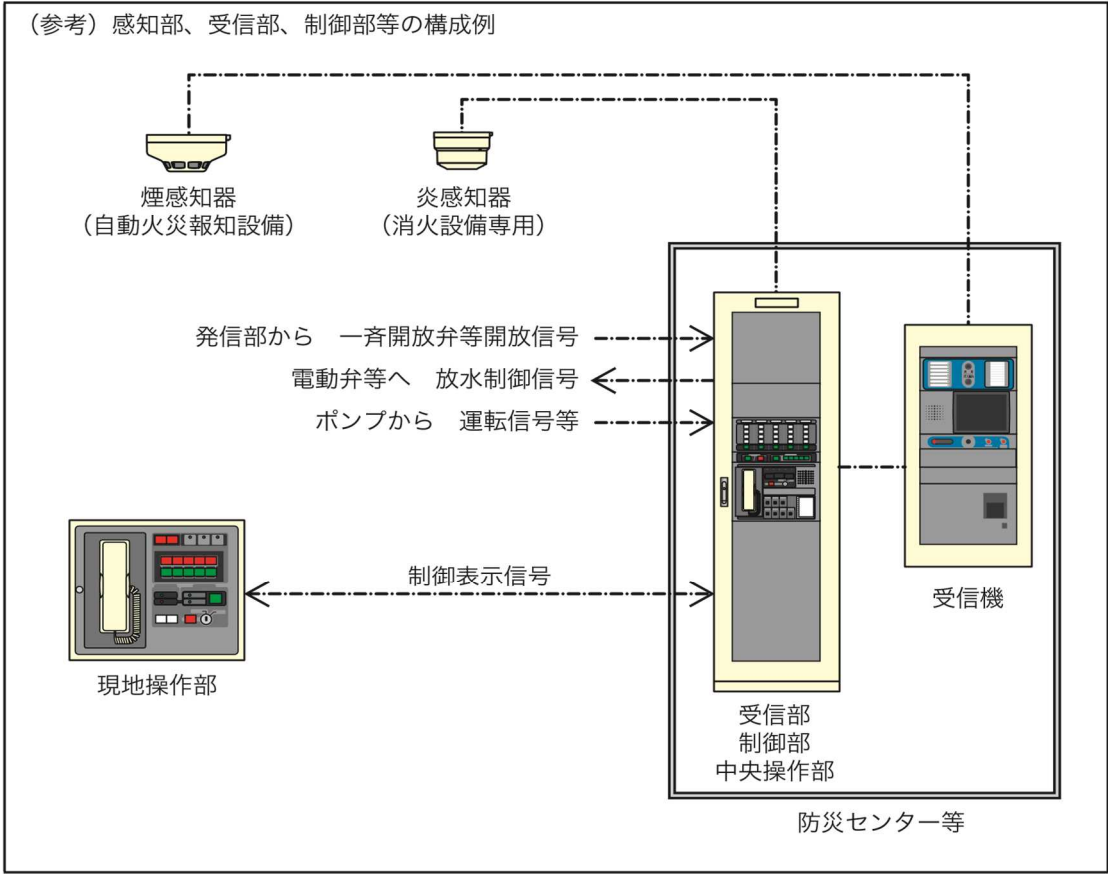 （参考）感知部、受信部、制御部等の構成例
煙感知器
（自動火災報知設備）
炎感知器
（消火設備専用）
発信部から　一斉開放弁等開放信号
電動弁等へ　放水制御信号
ポンプから　運転信号等
制御表示信号
現地操作部
受信機
受信部
制御部
中央操作部
防災センター等